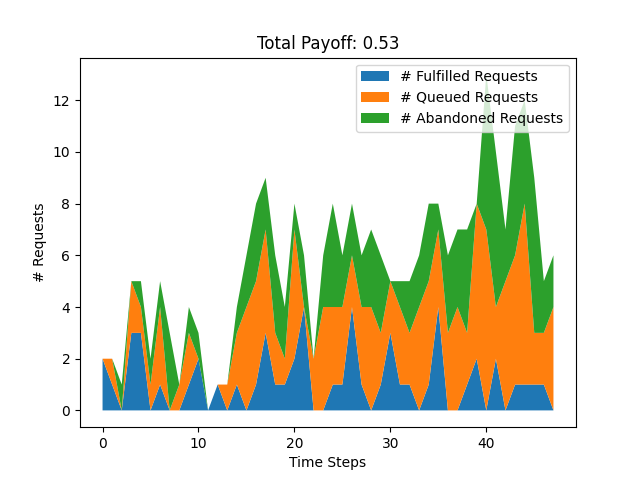 Total Payoff: 0.53
# Fulfilled Requests
# Queued Requests
# Abandoned Requests
12
10
8
6
4
2
0
# Requests
0
10
20
30
40
Time Steps